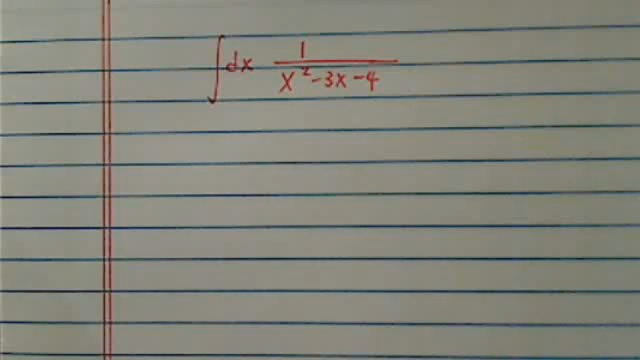 ∫ dx 1/(x² - 3x - 4)